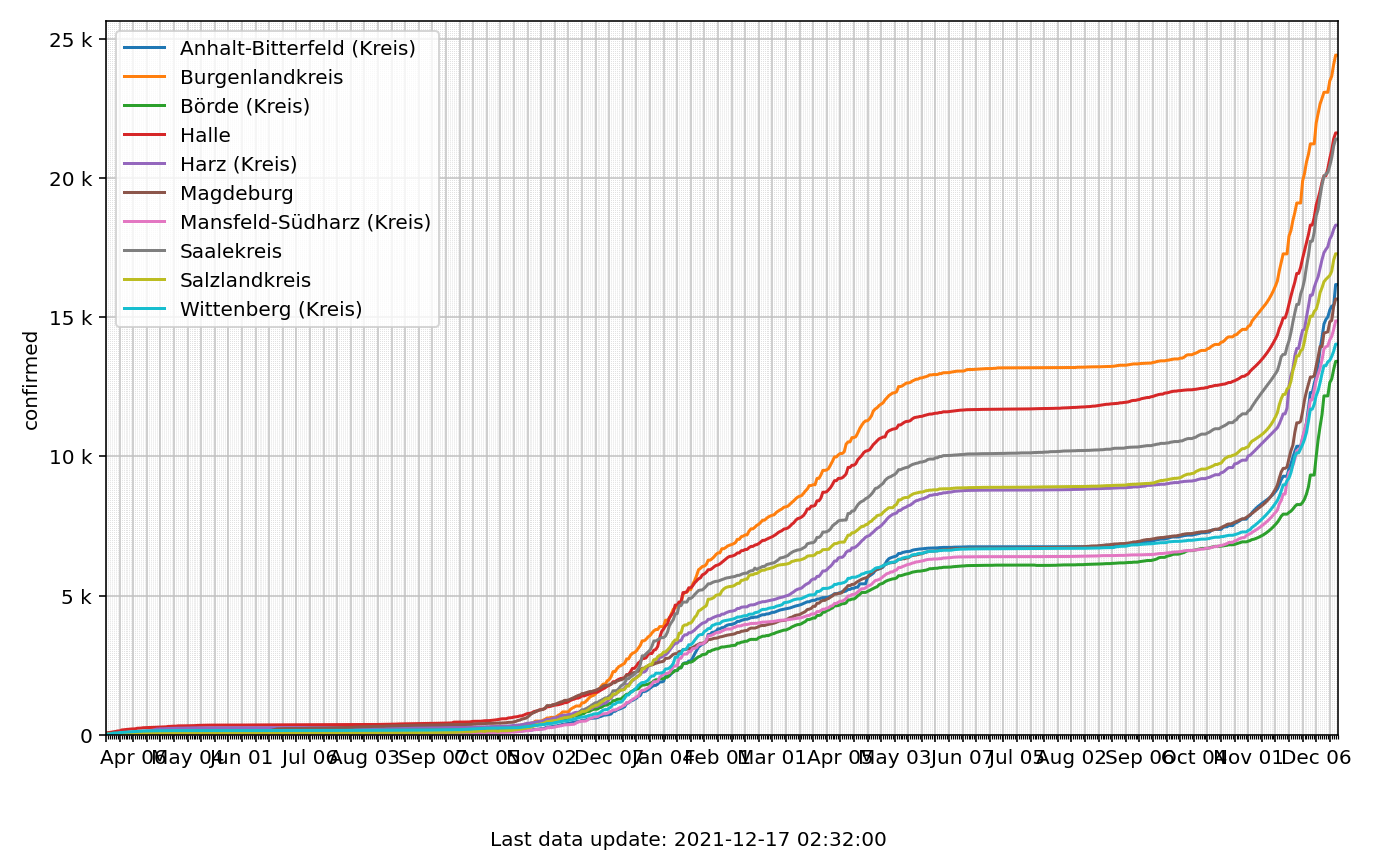 25 k
20 k
15 k
10 k
5 k
0
confirmed
Anhalt-Bitterfeld (Kreis)
Burgenlandkreis
Börde (Kreis)
Halle
Harz (Kreis)
Magdeburg
Mansfeld-Südharz (Kreis)
Saalekreis
Salzlandkreis
Wittenberg (Kreis)
Apr 06 May 04 Jun 01 Jul 06 Aug 03 Sep 07 Oct 05 Nov 02 Dec 07 Jan 04 Feb 01 Mar 01 Apr 05 May 03 Jun 07 Jul 05 Aug 02 Sep 06 Oct 04 Nov 01 Dec 06
Last data update: 2021-12-17 02:32:00